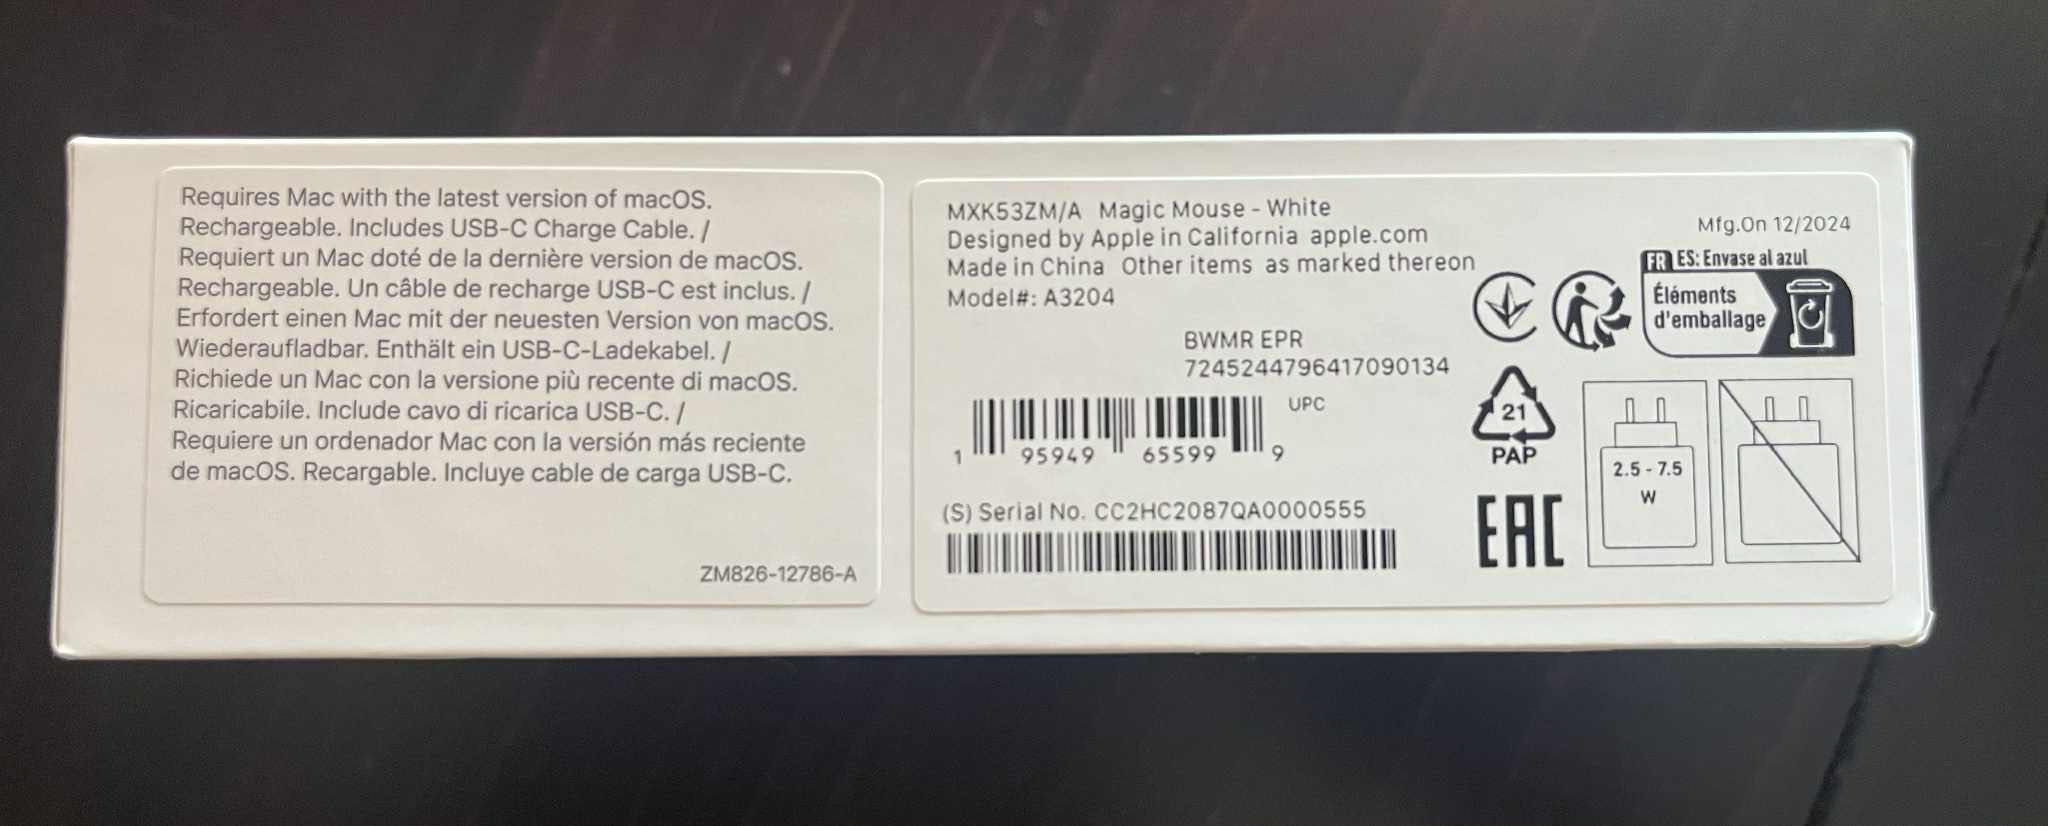 Requires Mac with the latest version of macOS.
Rechargeable. Includes USB-C Charge Cable. /
Requiert un Mac doté de la dernière version de macOS.
Rechargeable. Un câble de recharge USB-C est inclus. /
Erfordert einen Mac mit der neuesten Version von macOS.
Wiederaufladbar. Enthält ein USB-C-Ladekabel. /
Richiede un Mac con la versione più recente di macOS.
Ricaricabile. Include cavo di ricarica USB-C. /
Requiere un ordenador Mac con la versión más reciente
de macOS. Recargable. Incluye cable de carga USB-C.
ZM826-12786-A
MXK53ZM/A Magic Mouse - White
Designed by Apple in California apple.com
Made in China Other items as marked thereon
Model#: A3204
BWMR EPR
7245244796417090134
UPC
1 95949 65599 9
(S) Serial No. CC2HC2087QA0000555
Mfg.On 12/2024
FR ES: Envase al azul
Éléments
d'emballage
21
PAP
EAC
2.5 - 7.5
W